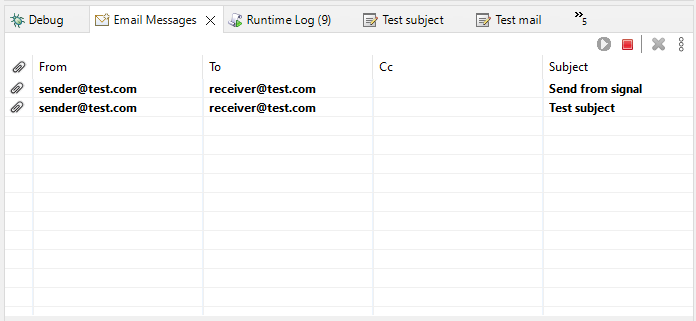 Debug Email Messages Runtime Log (9) Test subject Test mail »5
From To Cc Subject
sender@test.com receiver@test.com Send from signal
sender@test.com receiver@test.com Test subject